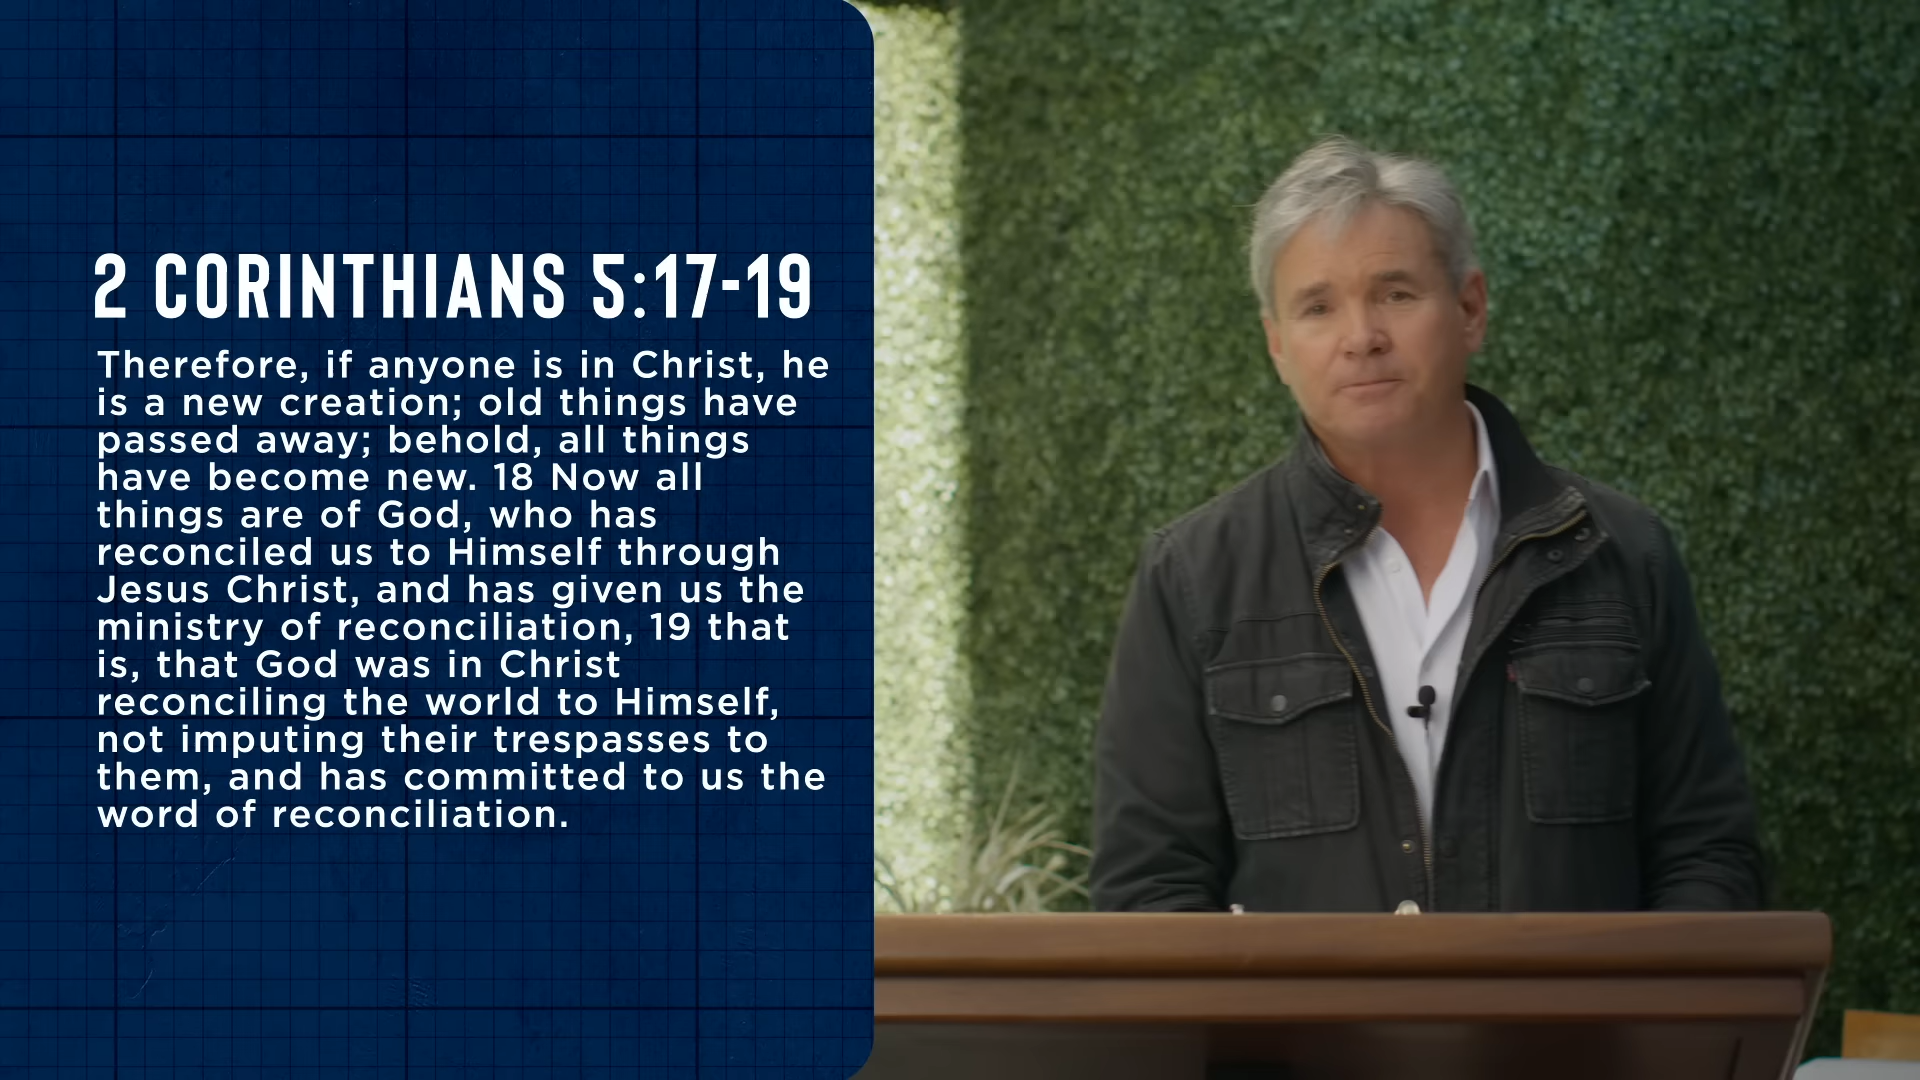 2 CORINTHIANS 5:17-19
Therefore, if anyone is in Christ, he
is a new creation; old things have
passed away; behold, all things
have become new. 18 Now all
things are of God, who has
reconciled us to Himself through
Jesus Christ, and has given us the
ministry of reconciliation, 19 that
is, that God was in Christ
reconciling the world to Himself,
not imputing their trespasses to
them, and has committed to us the
word of reconciliation.